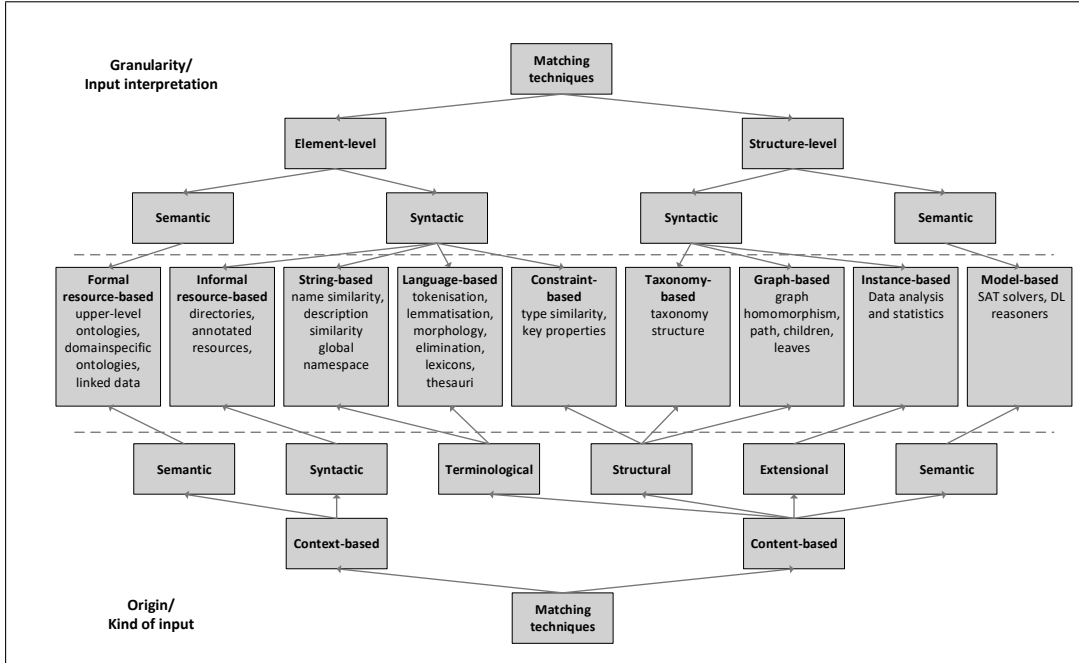 Granularity/
Input interpretation
Matching
techniques
Element-level
Structure-level
Semantic
Syntactic
Syntactic
Semantic
Formal
resource-based
upper-level
ontologies,
domainspecific
ontologies,
linked data
Informal
resource-based
directories,
annotated
resources,
String-based
name similarity,
description
similarity
global
namespace
Language-based
tokenisation,
lemmatisation,
morphology,
elimination,
lexicons,
thesauri
Constraint-
based
type similarity,
key properties
Taxonomy-
based
taxonomy
structure
Graph-based
graph
homomorphism,
path, children,
leaves
Instance-based
Data analysis
and statistics
Model-based
SAT solvers, DL
reasoners
Semantic
Syntactic
Terminological
Structural
Extensional
Semantic
Context-based
Content-based
Origin/
Kind of input
Matching
techniques